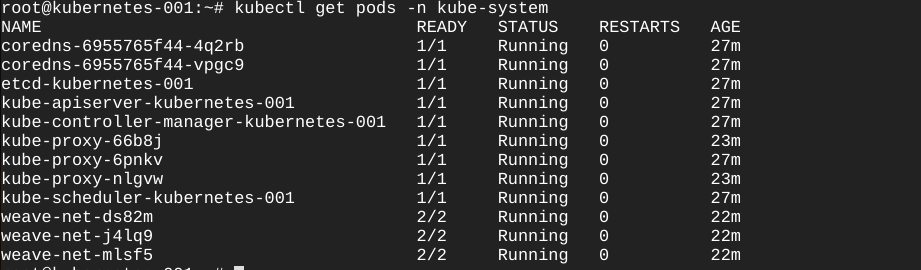 root@kubernetes-001:~# kubectl get pods -n kube-system
NAME READY STATUS RESTARTS AGE
coredns-6955765f44-4q2rb 1/1 Running 0 27m
coredns-6955765f44-vpgc9 1/1 Running 0 27m
etcd-kubernetes-001 1/1 Running 0 27m
kube-apiserver-kubernetes-001 1/1 Running 0 27m
kube-controller-manager-kubernetes-001 1/1 Running 0 27m
kube-proxy-66b8j 1/1 Running 0 23m
kube-proxy-6pnkv 1/1 Running 0 27m
kube-proxy-nlgvw 1/1 Running 0 23m
kube-scheduler-kubernetes-001 1/1 Running 0 27m
weave-net-ds82m 2/2 Running 0 22m
weave-net-j4lq9 2/2 Running 0 22m
weave-net-mlsf5 2/2 Running 0 22m
root@kubernetes-001:~#